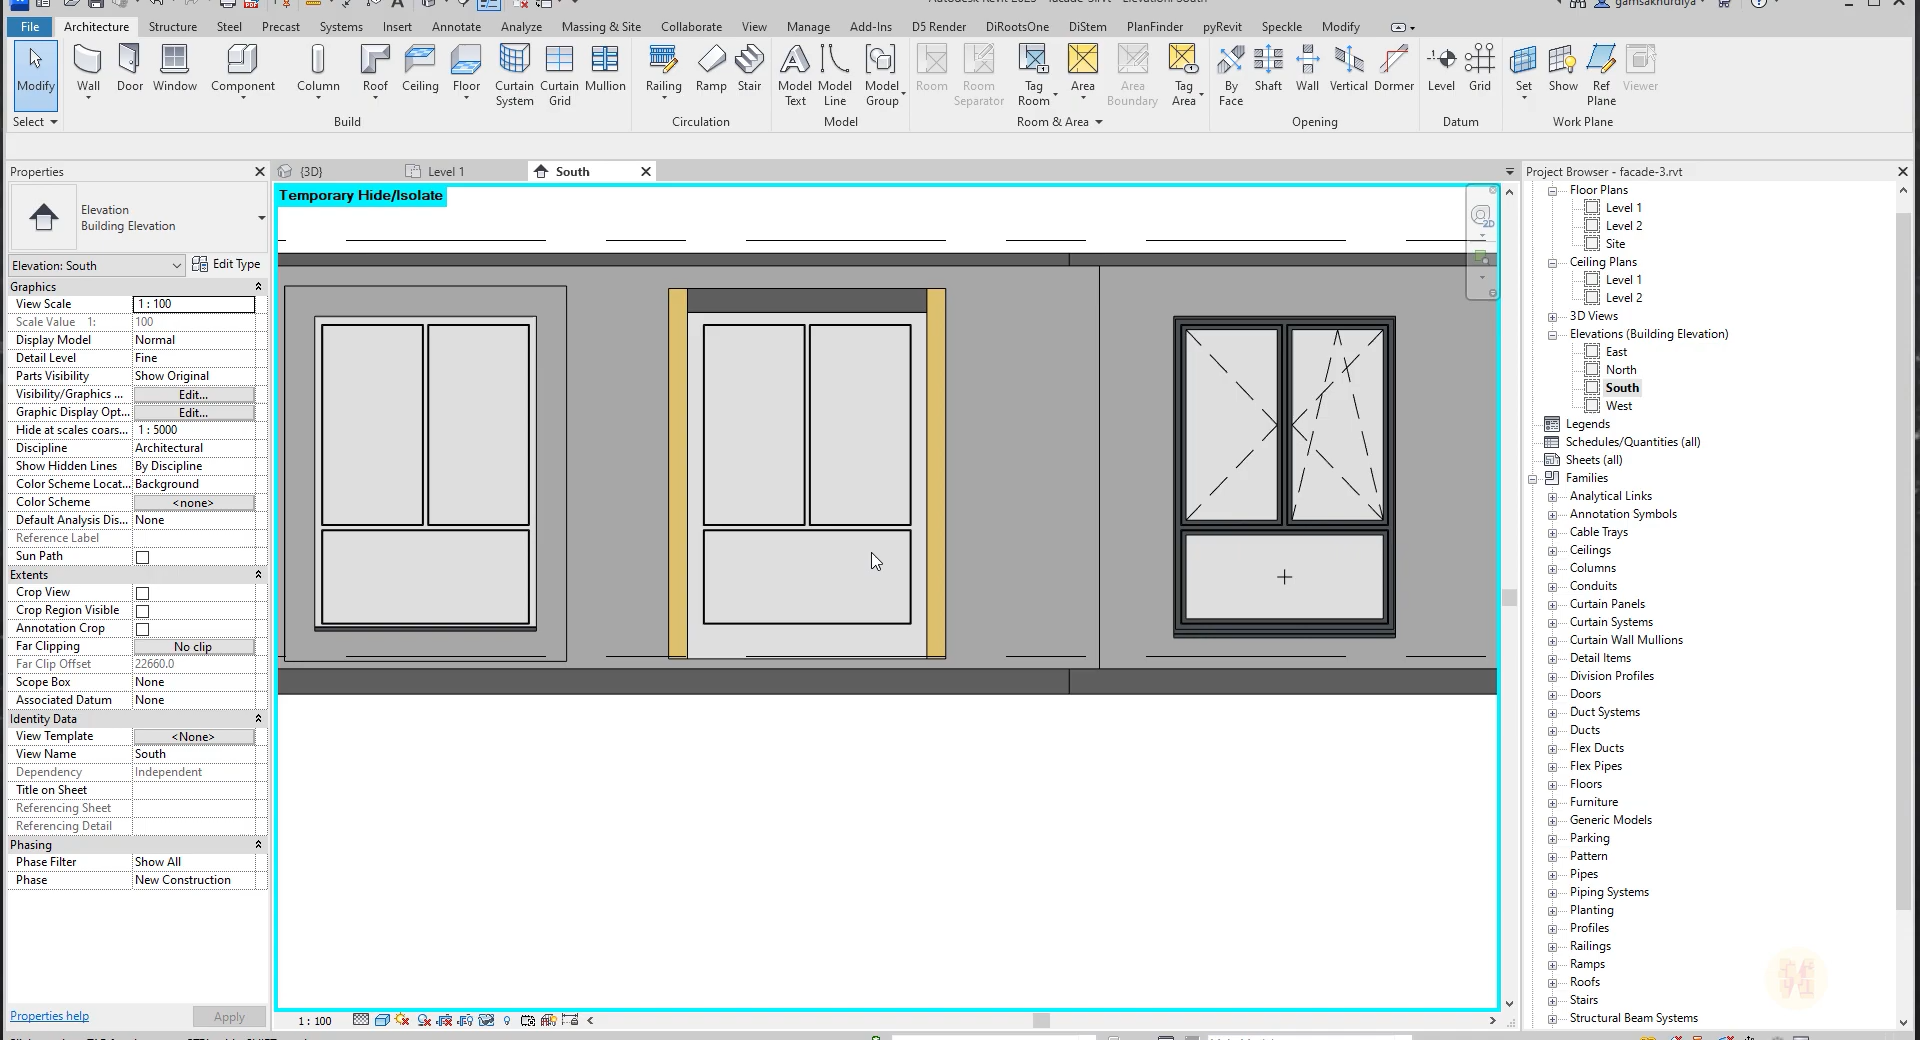 gamsakhurdiya
File Architecture Structure Steel Precast Systems Insert Annotate Analyze Massing & Site Collaborate View Manage Add-Ins D5 Render DiRootsOne DiStem PlanFinder pyRevit Speckle Modify
Modify Wall Door Window Component Column Roof Ceiling Floor Curtain System Curtain Grid Mullion Railing Ramp Stair Model Text Model Line Model Group Room Room Separator Tag Room Area Area Boundary Tag Area By Face Shaft Wall Vertical Dormer Level Grid Set Show Ref Plane Viewer
Select Build Circulation Model Room & Area Opening Datum Work Plane
Properties
Elevation
Building Elevation
Elevation: South Edit Type
Graphics
View Scale 1 : 100
Scale Value 1: 100
Display Model Normal
Detail Level Fine
Parts Visibility Show Original
Visibility/Graphics ... Edit...
Graphic Display Opt... Edit...
Hide at scales coars... 1 : 5000
Discipline Architectural
Show Hidden Lines By Discipline
Color Scheme Locat... Background
Color Scheme <none>
Default Analysis Dis... None
Reference Label
Sun Path
Extents
Crop View
Crop Region Visible
Annotation Crop
Far Clipping No clip
Far Clip Offset 22660.0
Scope Box None
Associated Datum None
Identity Data
View Template <None>
View Name South
Dependency Independent
Title on Sheet
Referencing Sheet
Referencing Detail
Phasing
Phase Filter Show All
Phase New Construction
Properties help Apply
{3D} Level 1 South
Temporary Hide/Isolate
2D
1 : 100
Project Browser - facade-3.rvt
Floor Plans
Level 1
Level 2
Site
Ceiling Plans
Level 1
Level 2
3D Views
Elevations (Building Elevation)
East
North
South
West
Legends
Schedules/Quantities (all)
Sheets (all)
Families
Analytical Links
Annotation Symbols
Cable Trays
Ceilings
Columns
Conduits
Curtain Panels
Curtain Systems
Curtain Wall Mullions
Detail Items
Division Profiles
Doors
Duct Systems
Ducts
Flex Ducts
Flex Pipes
Floors
Furniture
Generic Models
Parking
Pattern
Pipes
Piping Systems
Planting
Profiles
Railings
Ramps
Roofs
Stairs
Structural Beam Systems